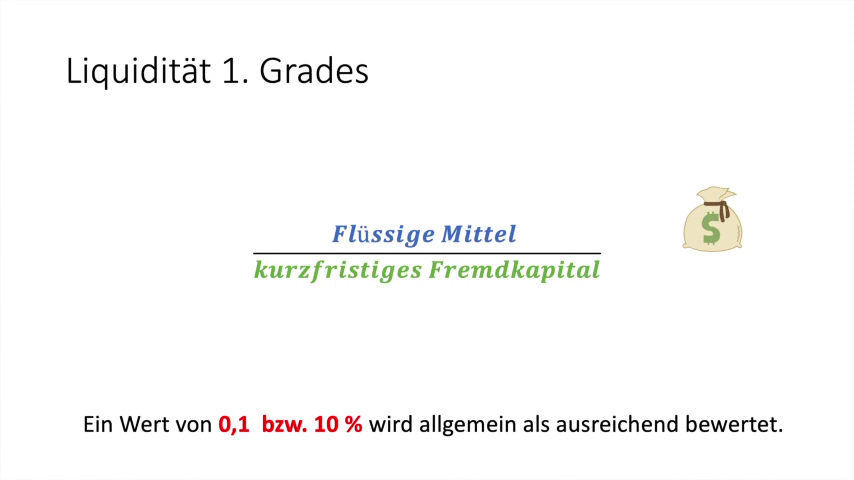 Liquidität 1. Grades
Flüssige Mittel
kurzfristiges Fremdkapital
$
Ein Wert von 0,1 bzw. 10 % wird allgemein als ausreichend bewertet.